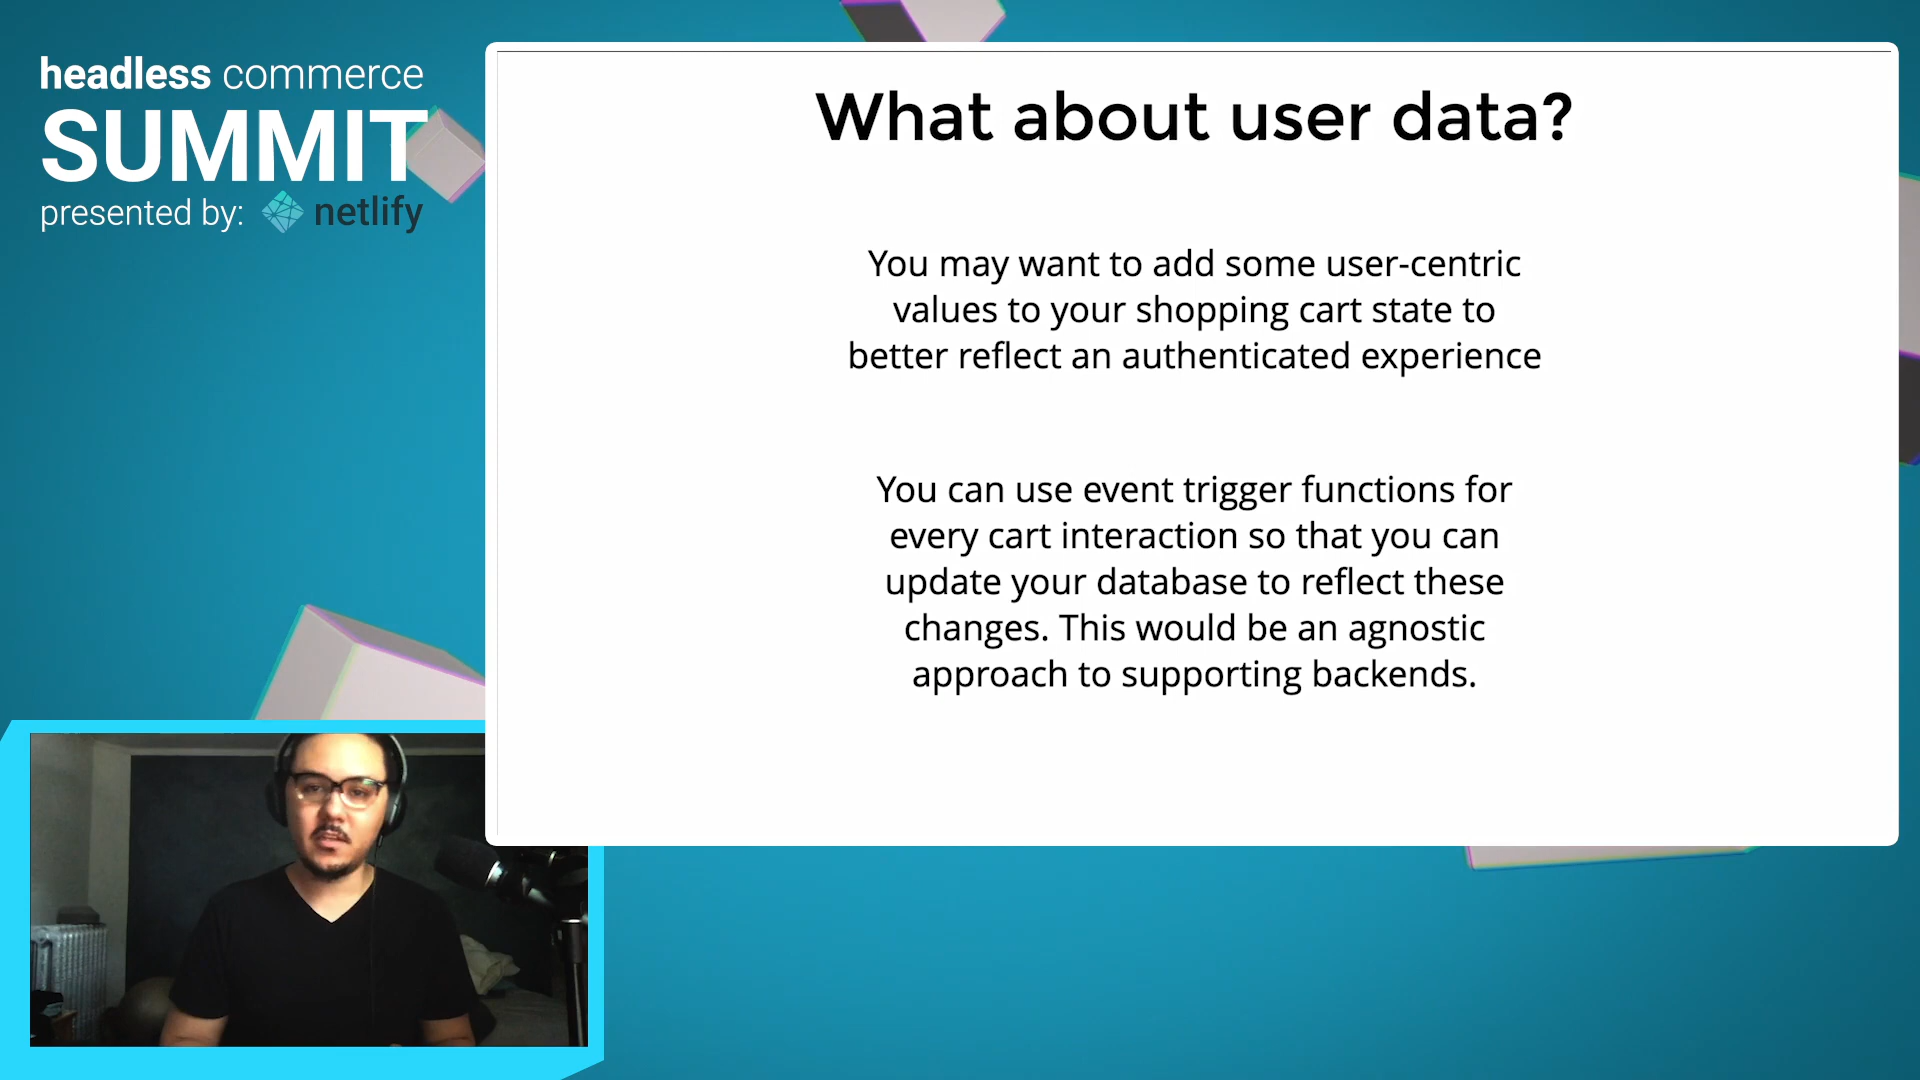 headless commerce
SUMMIT
presented by: netlify
What about user data?
You may want to add some user-centric
values to your shopping cart state to
better reflect an authenticated experience
You can use event trigger functions for
every cart interaction so that you can
update your database to reflect these
changes. This would be an agnostic
approach to supporting backends.